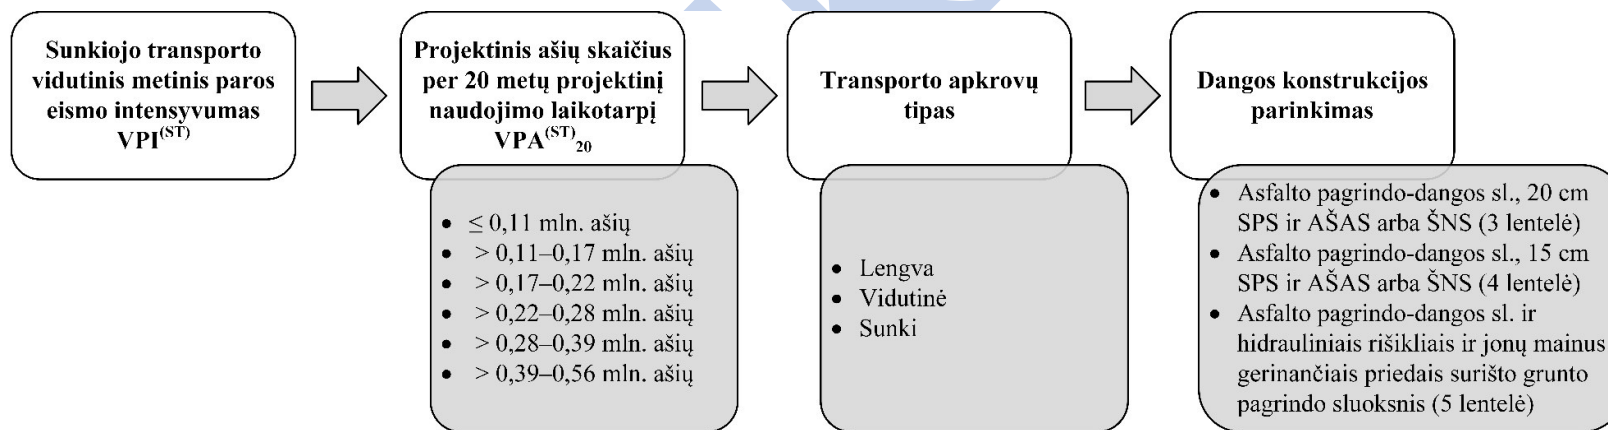 Sunkiojo transporto
vidutinis metinis paros
eismo intensyvumas
VPI(ST)
Projektinis ašių skaičius
per 20 metų projektinį
naudojimo laikotarpį
VPA(ST)20
• ≤ 0,11 mln. ašių
• > 0,11–0,17 mln. ašių
• > 0,17–0,22 mln. ašių
• > 0,22–0,28 mln. ašių
• > 0,28–0,39 mln. ašių
• > 0,39–0,56 mln. ašių
Transporto apkrovų
tipas
• Lengva
• Vidutinė
• Sunki
Dangos konstrukcijos
parinkimas
• Asfalto pagrindo-dangos sl., 20 cm
SPS ir AŠAS arba ŠNS (3 lentelė)
• Asfalto pagrindo-dangos sl., 15 cm
SPS ir AŠAS arba ŠNS (4 lentelė)
• Asfalto pagrindo-dangos sl. ir
hidrauliniais rišikliais ir jonų mainus
gerinančiais priedais surišto grunto
pagrindo sluoksnis (5 lentelė)